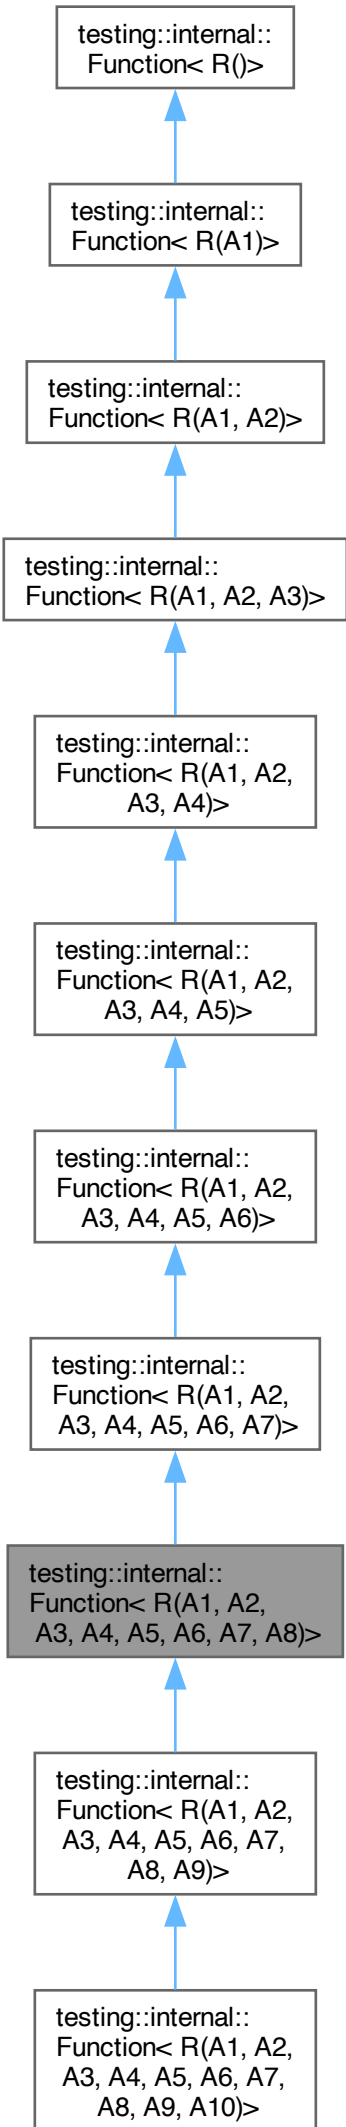 testing::internal::
Function< R()>
testing::internal::
Function< R(A1)>
testing::internal::
Function< R(A1, A2)>
testing::internal::
Function< R(A1, A2, A3)>
testing::internal::
Function< R(A1, A2,
A3, A4)>
testing::internal::
Function< R(A1, A2,
A3, A4, A5)>
testing::internal::
Function< R(A1, A2,
A3, A4, A5, A6)>
testing::internal::
Function< R(A1, A2,
A3, A4, A5, A6, A7)>
testing::internal::
Function< R(A1, A2,
A3, A4, A5, A6, A7, A8)>
testing::internal::
Function< R(A1, A2,
A3, A4, A5, A6, A7,
A8, A9)>
testing::internal::
Function< R(A1, A2,
A3, A4, A5, A6, A7,
A8, A9, A10)>